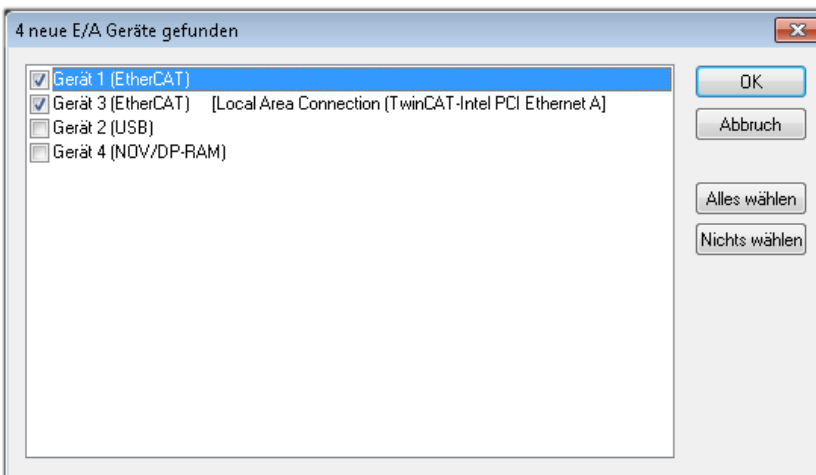 4 neue E/A Geräte gefunden
Gerät 1 (EtherCAT)
Gerät 3 (EtherCAT) [Local Area Connection (TwinCAT-Intel PCI Ethernet A]
Gerät 2 (USB)
Gerät 4 (NOV/DP-RAM)
OK
Abbruch
Alles wählen
Nichts wählen